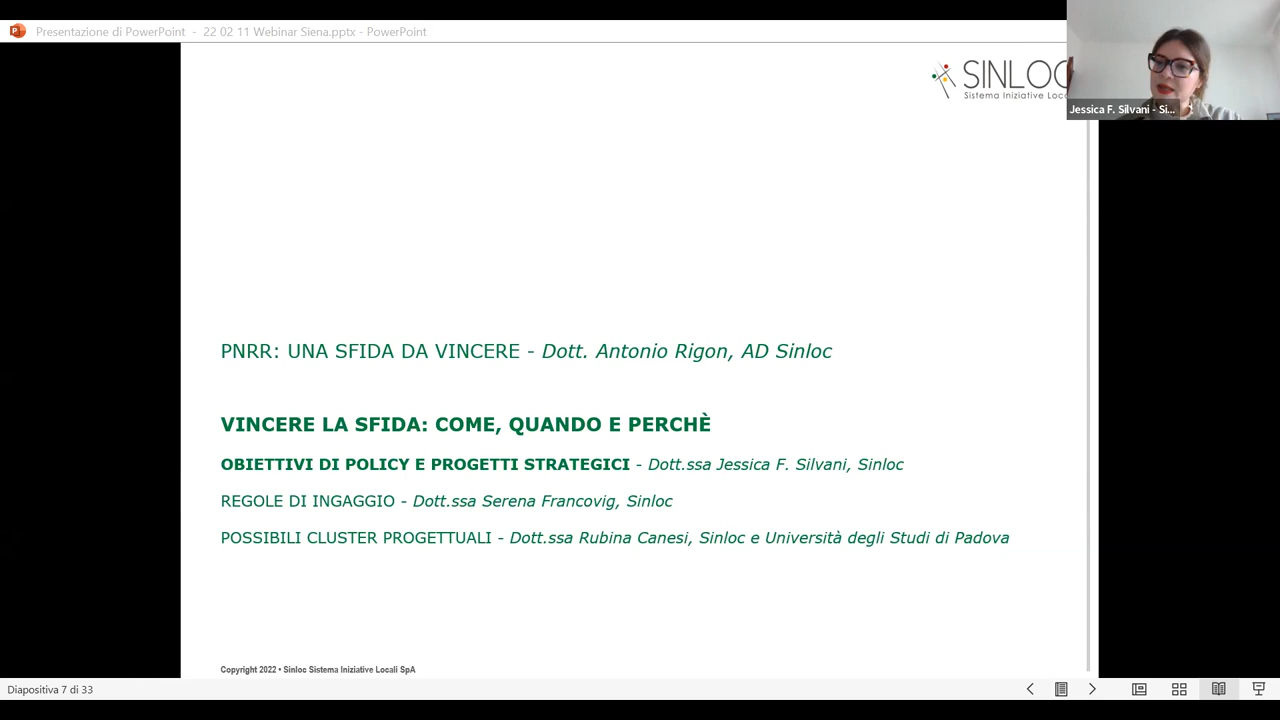 Presentazione di PowerPoint - 22 02 11 Webinar Siena.pptx - PowerPoint
SINLOC
Sistema Iniziative Loca
Jessica F. Silvani - Si...
PNRR: UNA SFIDA DA VINCERE - Dott. Antonio Rigon, AD Sinloc
VINCERE LA SFIDA: COME, QUANDO E PERCHÈ
OBIETTIVI DI POLICY E PROGETTI STRATEGICI - Dott.ssa Jessica F. Silvani, Sinloc
REGOLE DI INGAGGIO - Dott.ssa Serena Francovig, Sinloc
POSSIBILI CLUSTER PROGETTUALI - Dott.ssa Rubina Canesi, Sinloc e Università degli Studi di Padova
Copyright 2022 • Sinloc Sistema Iniziative Locali SpA
Diapositiva 7 di 33